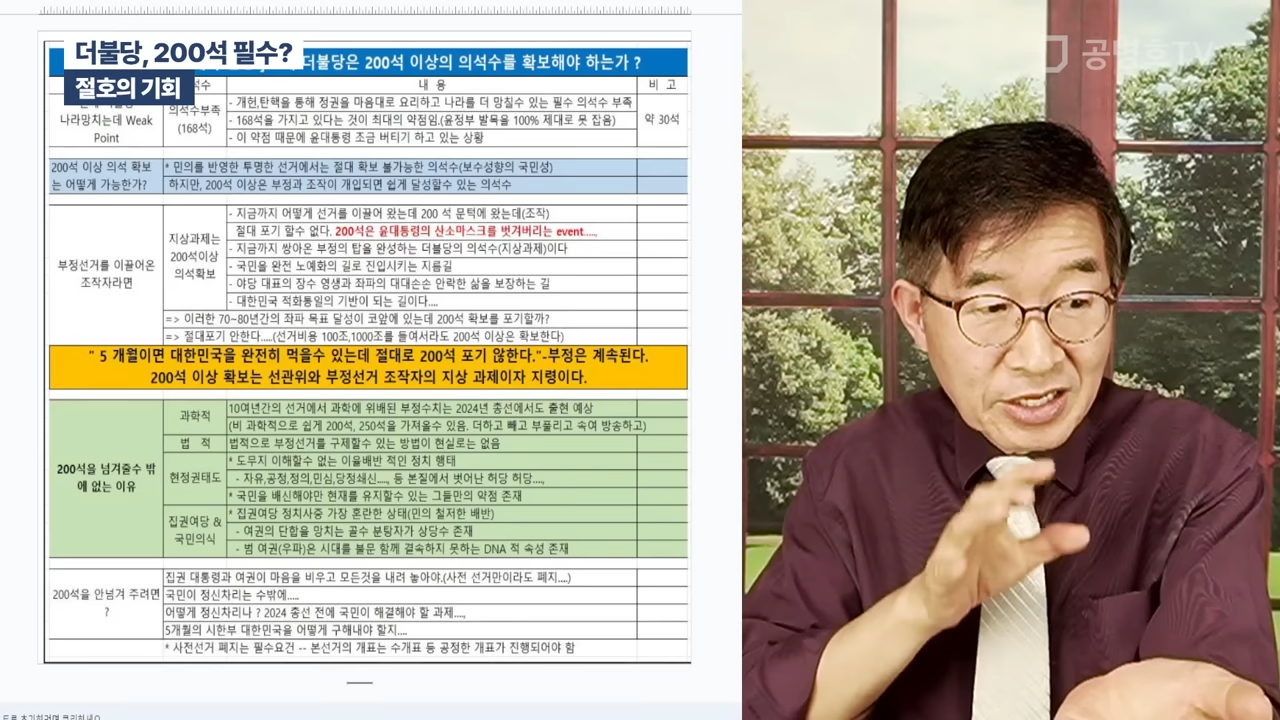 더불당, 200석 필수?
절호의 기회
공병호TV
더불당은 200석 이상의 의석수를 확보해야 하는가 ?
내 용
비 고
나라망치는데 Weak
Point
의석수부족
(168석)
- 개헌,탄핵을 통해 정권을 마음대로 요리하고 나라를 더 망칠수 있는 필수 의석수 부족
- 168석을 가지고 있다는 것이 최대의 약점임.(윤정부 발목을 100% 제대로 못 잡음)
- 이 약점 때문에 윤대통령 조금 버티기 하고 있는 상황
약 30석
200석 이상 의석 확보
는 어떻게 가능한가?
* 민의를 반영한 투명한 선거에서는 절대 확보 불가능한 의석수(보수성향의 국민성)
하지만, 200석 이상은 부정과 조작이 개입되면 쉽게 달성할수 있는 의석수
부정선거를 이끌어온
조작자라면
지상과제는
200석이상
의석확보
- 지금까지 어떻게 선거를 이끌어 왔는데 200 석 문턱에 왔는데(조작)
절대 포기 할수 없다. 200석은 윤대통령의 산소마스크를 벗겨버리는 event....,
- 지금까지 쌓아온 부정의 탑을 완성하는 더불당의 의석수(지상과제)이다
- 국민을 완전 노예화의 길로 진입시키는 지름길
- 야당 대표의 장수 영생과 좌파의 대대손손 안락한 삶을 보장하는 길
- 대한민국 적화통일의 기반이 되는 길이다....
=> 이러한 70~80년간의 좌파 목표 달성이 코앞에 있는데 200석 확보를 포기할까?
=> 절대포기 안한다.....(선거비용 100조,1000조를 들여서라도 200석 이상은 확보한다)
" 5 개월이면 대한민국을 완전히 먹을수 있는데 절대로 200석 포기 않한다."-부정은 계속된다.
200석 이상 확보는 선관위와 부정선거 조작자의 지상 과제이자 지령이다.
200석을 넘겨줄수 밖
에 없는 이유
과학적
10여년간의 선거에서 과학에 위배된 부정수치는 2024년 총선에서도 출현 예상
(비 과학적으로 쉽게 200석, 250석을 가져올수 있음. 더하고 빼고 부풀리고 속여 방송하고)
법 적
법적으로 부정선거를 구제할수 있는 방법이 현실로는 없음
현정권태도
* 도무지 이해할수 없는 이율배반 적인 정치 행태
- 자유,공정,정의,민심,당정쇄신...., 등 본질에서 벗어난 허당 허당....,
* 국민을 배신해야만 현재를 유지할수 있는 그들만의 약점 존재
집권여당 &
국민의식
* 집권여당 정치사중 가장 혼란한 상태(민의 철저한 배반)
- 여권의 단합을 망치는 골수 분탕자가 상당수 존재
- 범 여권(우파)은 시대를 불문 함께 결속하지 못하는 DNA 적 속성 존재
200석을 안넘겨 주려면
?
집권 대통령과 여권이 마음을 비우고 모든것을 내려 놓아야.(사전 선거만이라도 폐지....)
국민이 정신차리는 수밖에.....
어떻게 정신차리나 ? 2024 총선 전에 국민이 해결해야 할 과제....,
5개월의 시한부 대한민국을 어떻게 구해내야 할지....
* 사전선거 폐지는 필요요건 -- 본선거의 개표는 수개표 등 공정한 개표가 진행되어야 함